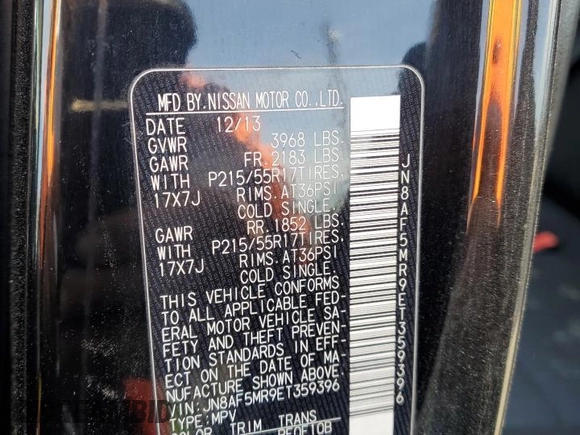 MFD BY.NISSAN MOTOR CO.,LTD.
DATE 12/13
GVWR 3968 LBS.
GAWR FR.2183 LBS
WITH P215/55R17TIRES,
17X7J RIMS.AT36PSI
COLD SINGLE.
GAWR RR.1852 LBS
WITH P215/55R17TIRES,
17X7J RIMS.AT36PSI
COLD SINGLE.
THIS VEHICLE CONFORMS
TO ALL APPLICABLE FED-
ERAL MOTOR VEHICLE SA-
FETY AND THEFT PREVEN-
TION STANDARDS IN EFF-
ECT ON THE DATE OF MA-
NUFACTURE SHOWN ABOVE.
VIN: JN8AF5MR9ET359396
TYPE: MPV
COLOR TRIM TRANS
JN8AF5MR9ET359396